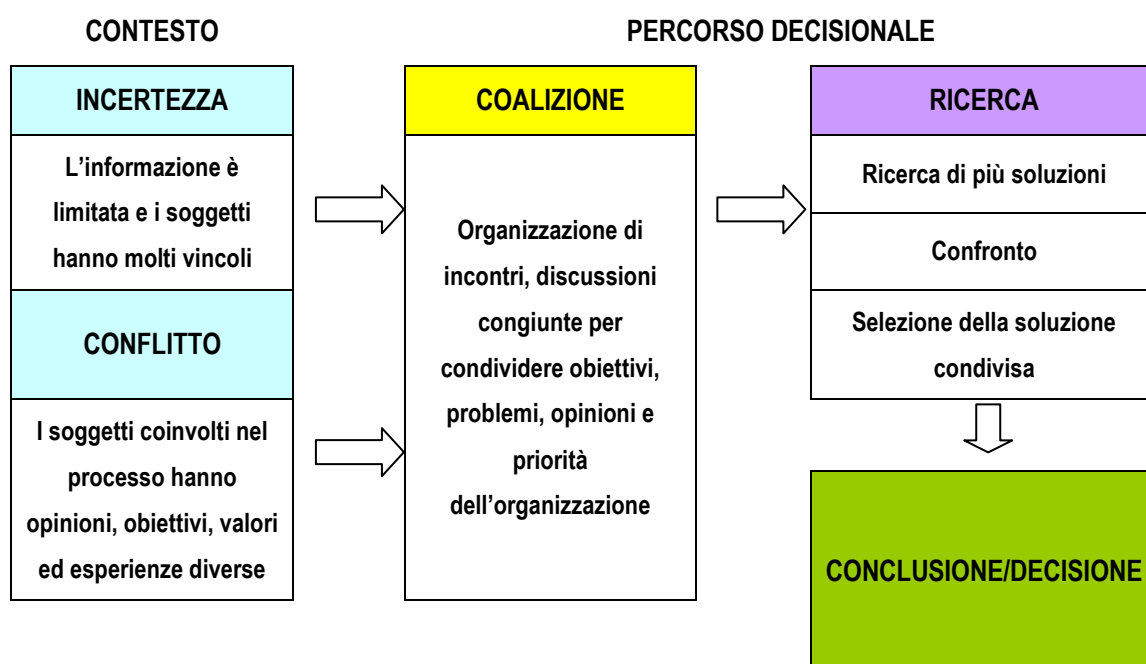 CONTESTO
PERCORSO DECISIONALE
INCERTEZZA
L’informazione è
limitata e i soggetti
hanno molti vincoli
CONFLITTO
I soggetti coinvolti nel
processo hanno
opinioni, obiettivi, valori
ed esperienze diverse
COALIZIONE
Organizzazione di
incontri, discussioni
congiunte per
condividere obiettivi,
problemi, opinioni e
priorità
dell’organizzazione
RICERCA
Ricerca di più soluzioni
Confronto
Selezione della soluzione
condivisa
CONCLUSIONE/DECISIONE